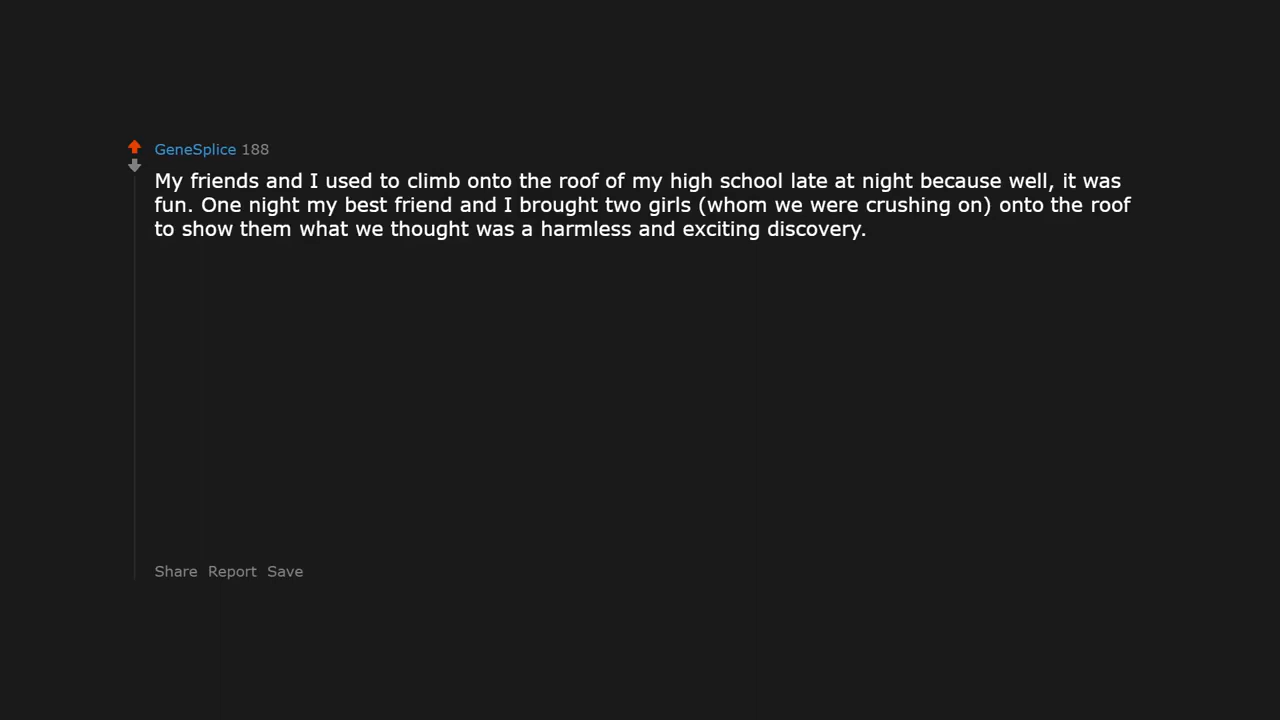 GeneSplice 188
My friends and I used to climb onto the roof of my high school late at night because well, it was
fun. One night my best friend and I brought two girls (whom we were crushing on) onto the roof
to show them what we thought was a harmless and exciting discovery.
Share Report Save